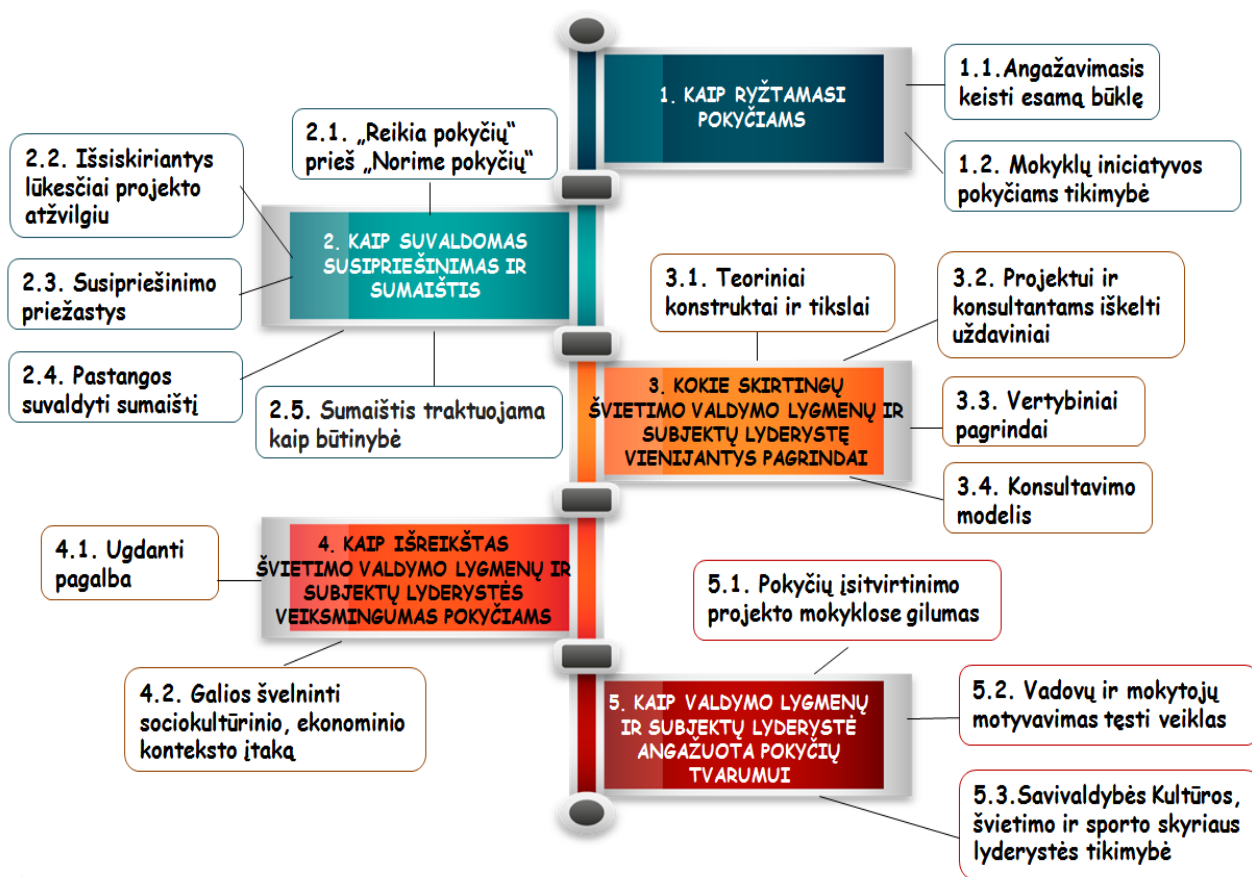 1. KAIP RYŽTAMASI
POKYČIAMS
1.1.Angažavimasis
keisti esamą būklę
1.2. Mokyklų iniciatyvos
pokyčiams tikimybė
2.1. „Reikia pokyčių“
prieš „Norime pokyčių“
2.2. Išsiskiriantys
lūkesčiai projekto
atžvilgiu
2. KAIP SUVALDOMAS
SUSIPRIEŠINIMAS IR
SUMAIŠTIS
2.3. Susipriešinimo
priežastys
2.4. Pastangos
suvaldyti sumaištį
2.5. Sumaištis traktuojama
kaip būtinybė
3.1. Teoriniai
konstruktai ir tikslai
3.2. Projektui ir
konsultantams iškelti
uždaviniai
3. KOKIE SKIRTINGŲ
ŠVIETIMO VALDYMO LYGMENŲ IR
SUBJEKTŲ LYDERYSTĘ
VIENIJANTYS PAGRINDAI
3.3. Vertybiniai
pagrindai
3.4. Konsultavimo
modelis
4.1. Ugdanti
pagalba
4. KAIP IŠREIKŠTAS
ŠVIETIMO VALDYMO LYGMENŲ IR
SUBJEKTŲ LYDERYSTĖS
VEIKSMINGUMAS POKYČIAMS
4.2. Galios švelninti
sociokultūrinio, ekonominio
konteksto įtaką
5.1. Pokyčių įsitvirtinimo
projekto mokyklose gilumas
5. KAIP VALDYMO LYGMENŲ
IR SUBJEKTŲ LYDERYSTĖ
ANGAŽUOTA POKYČIŲ
TVARUMUI
5.2. Vadovų ir mokytojų
motyvavimas tęsti veiklas
5.3.Savivaldybės Kultūros,
švietimo ir sporto skyriaus
lyderystės tikimybė